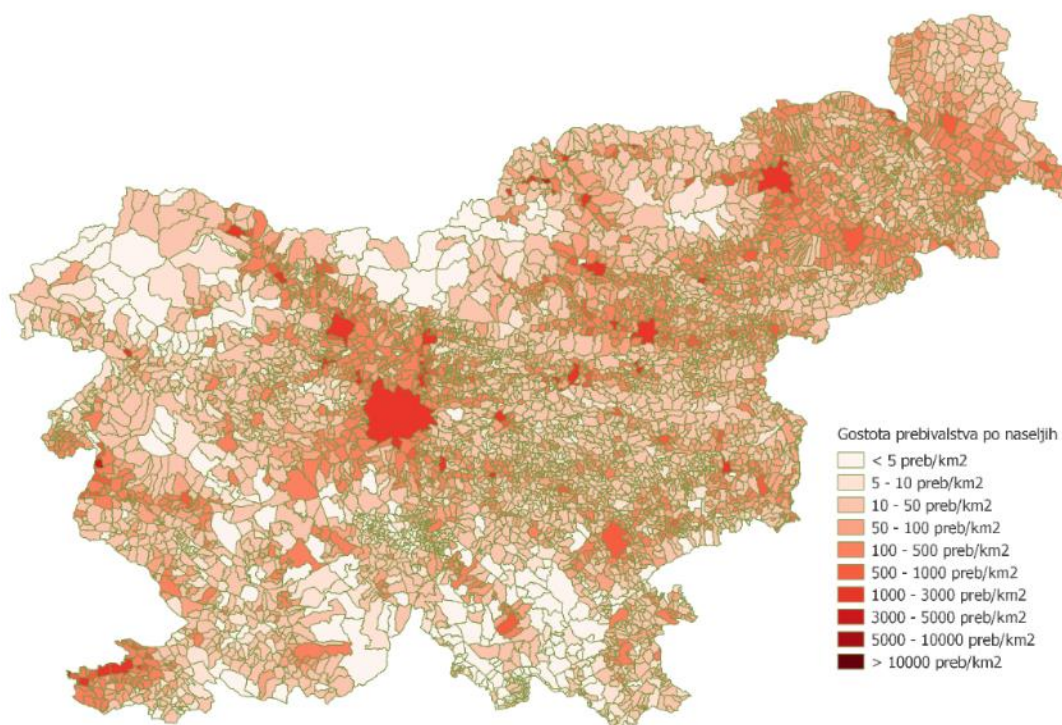 Gostota prebivalstva po naseljih
< 5 preb/km2
5 - 10 preb/km2
10 - 50 preb/km2
50 - 100 preb/km2
100 - 500 preb/km2
500 - 1000 preb/km2
1000 - 3000 preb/km2
3000 - 5000 preb/km2
5000 - 10000 preb/km2
> 10000 preb/km2